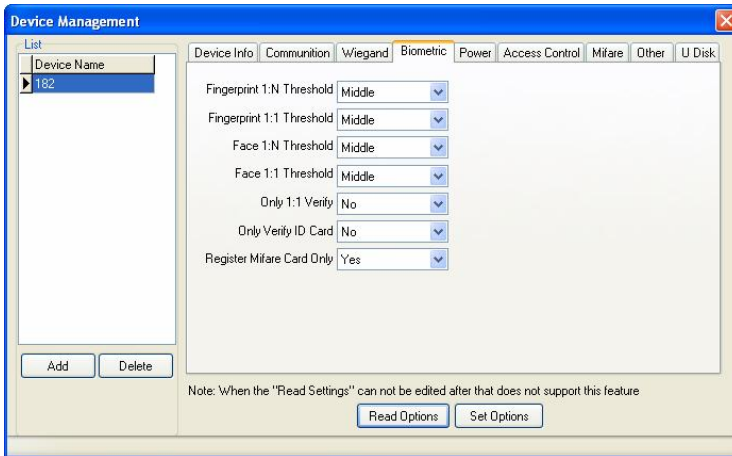 Device Management
List
Device Name
182
Add Delete
Device Info Communition Wiegand Biometric Power Access Control Mifare Other U Disk
Fingerprint 1:N Threshold Middle
Fingerprint 1:1 Threshold Middle
Face 1:N Threshold Middle
Face 1:1 Threshold Middle
Only 1:1 Verify No
Only Verify ID Card No
Register Mifare Card Only Yes
Note: When the "Read Settings" can not be edited after that does not support this feature
Read Options Set Options